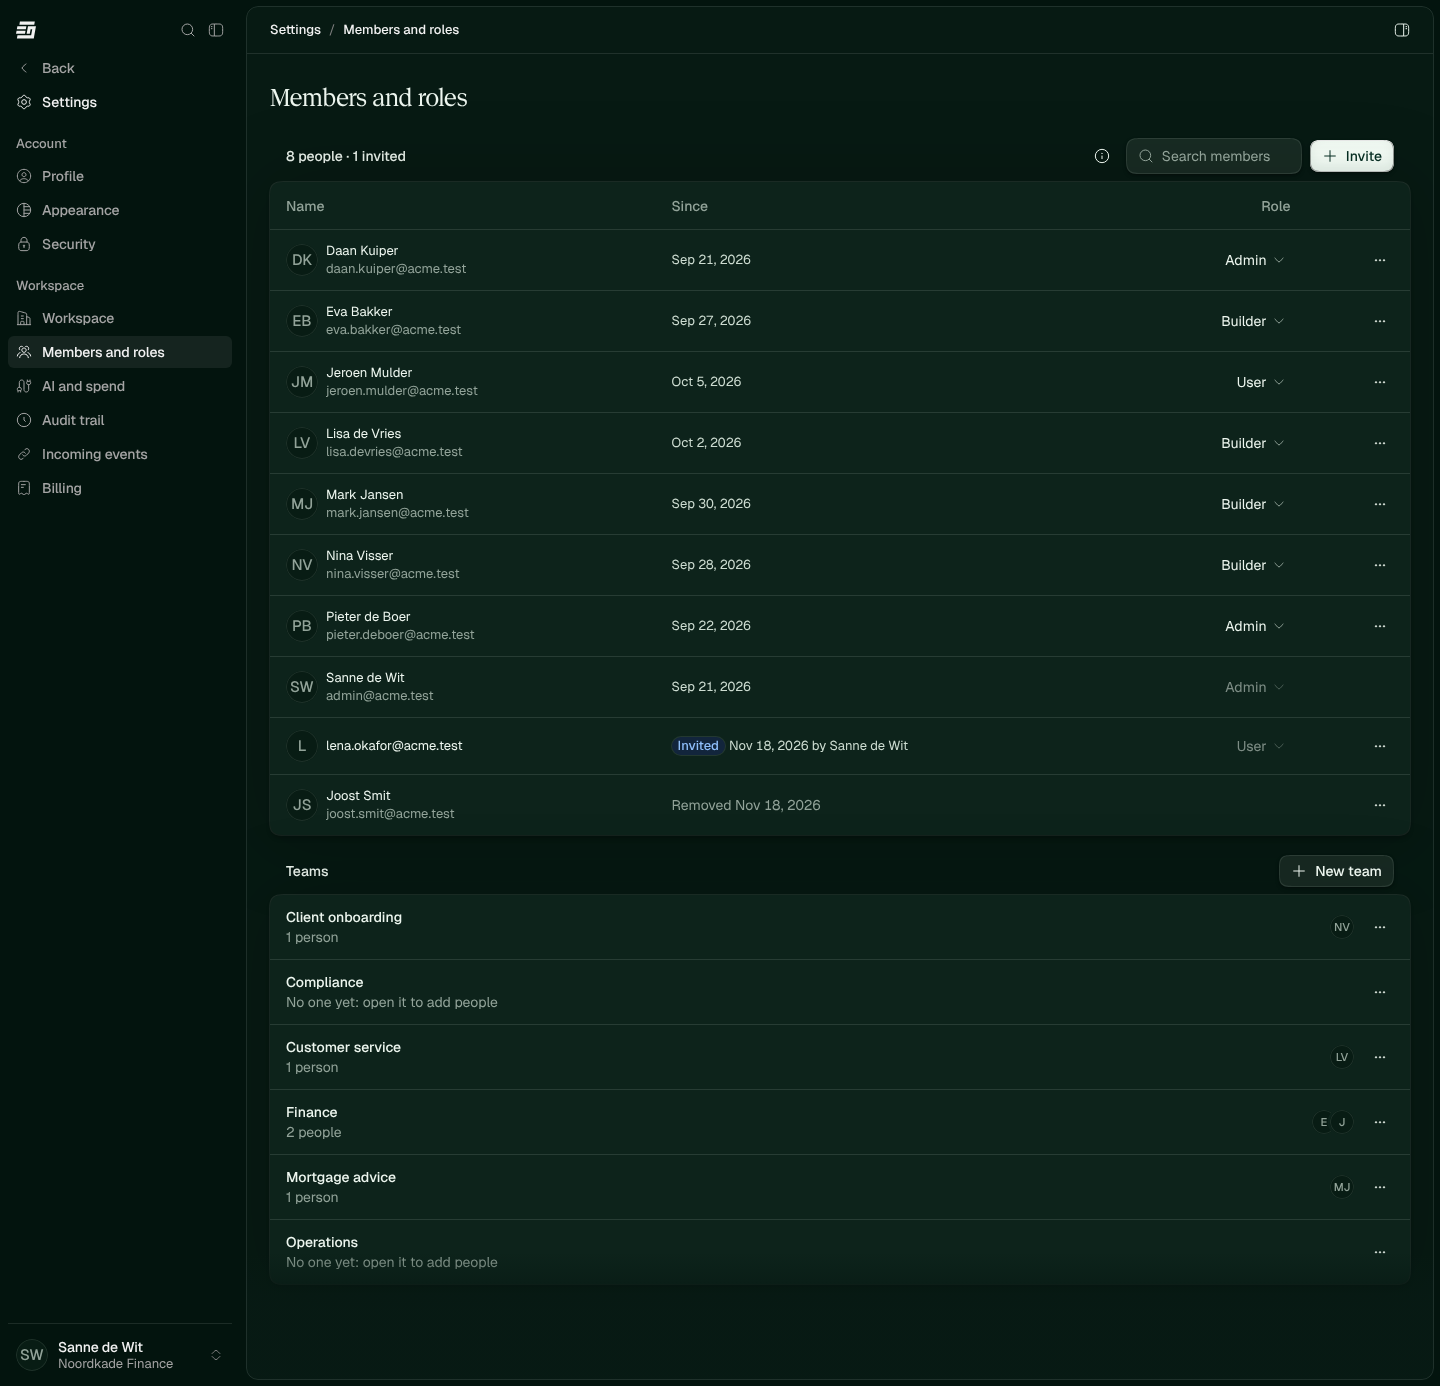 Back
Settings
Account
Profile
Appearance
Security
Workspace
Workspace
Members and roles
AI and spend
Audit trail
Incoming events
Billing
SW
Sanne de Wit
Noordkade Finance
Settings / Members and roles
Members and roles
8 people · 1 invited
Search members
Invite
Name Since Role
DK
Daan Kuiper
daan.kuiper@acme.test
Sep 21, 2026
Admin
EB
Eva Bakker
eva.bakker@acme.test
Sep 27, 2026
Builder
JM
Jeroen Mulder
jeroen.mulder@acme.test
Oct 5, 2026
User
LV
Lisa de Vries
lisa.devries@acme.test
Oct 2, 2026
Builder
MJ
Mark Jansen
mark.jansen@acme.test
Sep 30, 2026
Builder
NV
Nina Visser
nina.visser@acme.test
Sep 28, 2026
Builder
PB
Pieter de Boer
pieter.deboer@acme.test
Sep 22, 2026
Admin
SW
Sanne de Wit
admin@acme.test
Sep 21, 2026
Admin
L
lena.okafor@acme.test
Invited Nov 18, 2026 by Sanne de Wit
User
JS
Joost Smit
joost.smit@acme.test
Removed Nov 18, 2026
Teams
New team
Client onboarding
1 person
NV
Compliance
No one yet: open it to add people
Customer service
1 person
LV
Finance
2 people
E J
Mortgage advice
1 person
MJ
Operations
No one yet: open it to add people